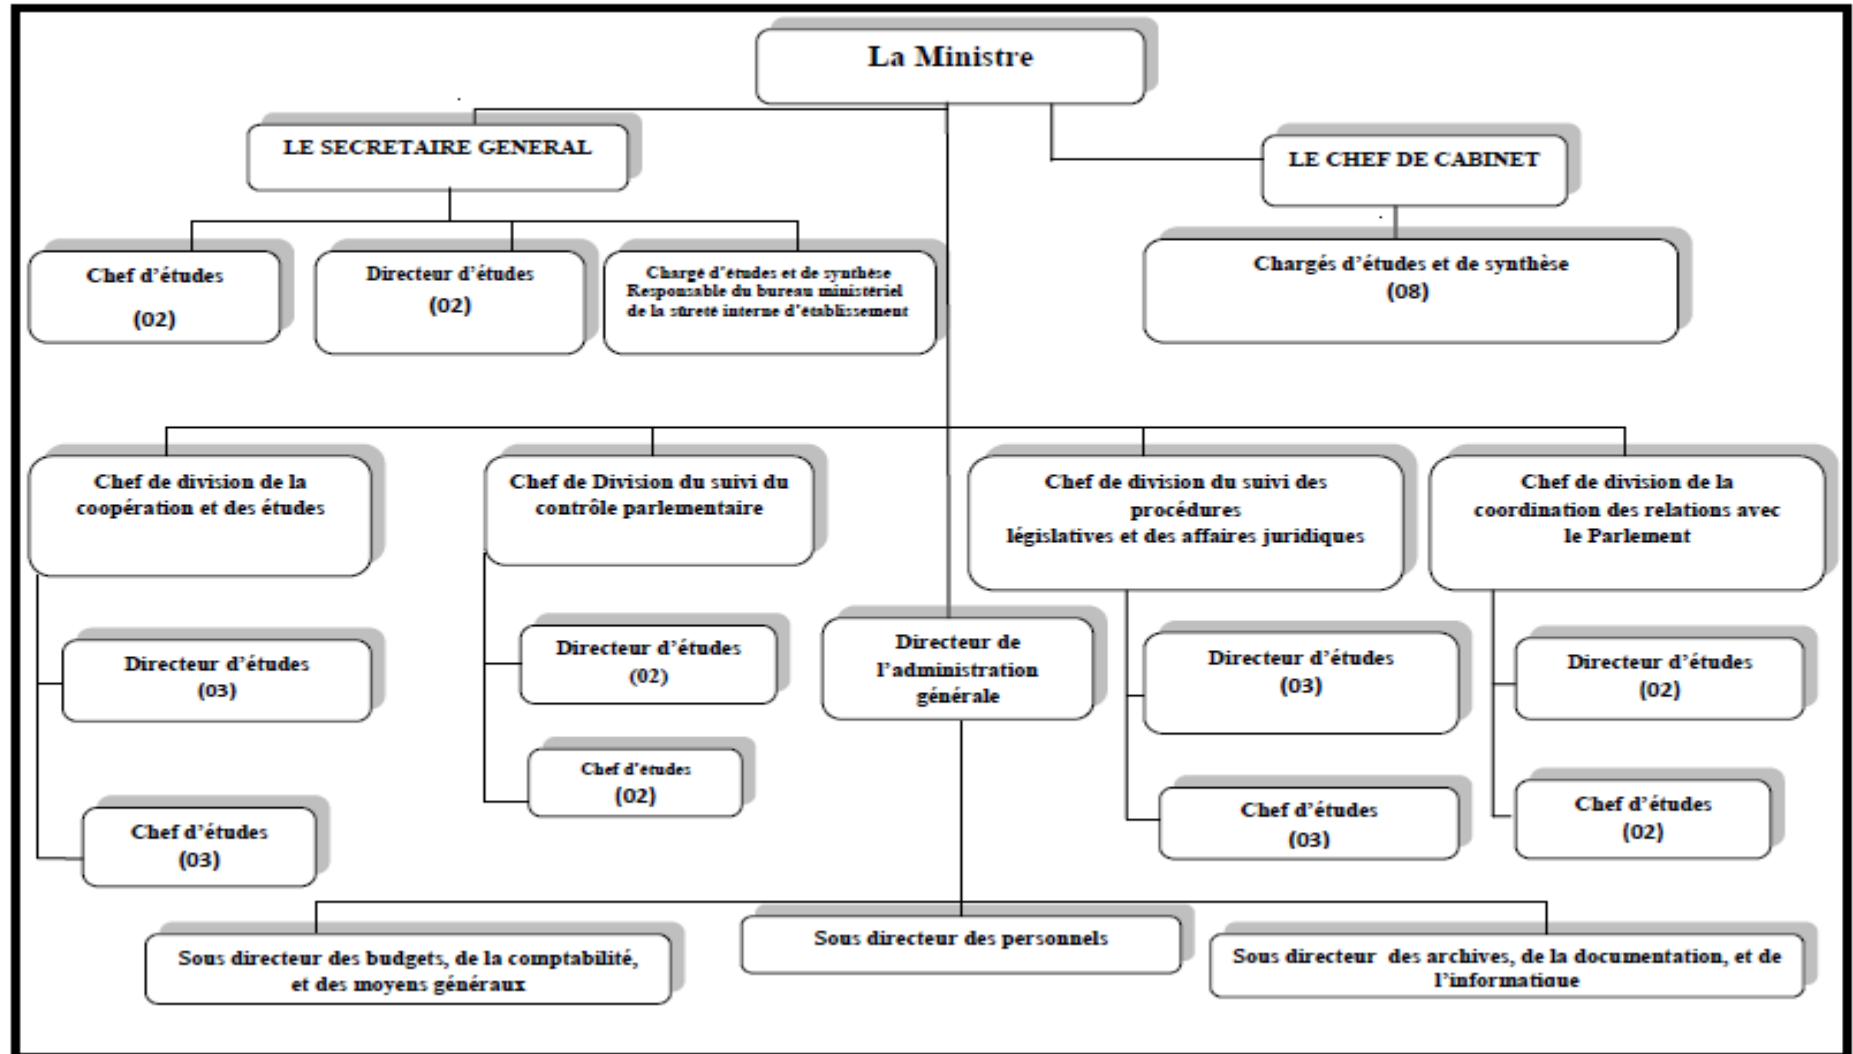 La Ministre
LE SECRETAIRE GENERAL
LE CHEF DE CABINET
Chef d'études
(02)
Directeur d'études
(02)
Chargé d'études et de synthèse
Responsable du bureau ministériel
de la sûreté interne d'établissement
Chargés d'études et de synthèse
(08)
Chef de division de la
coopération et des études
Chef de Division du suivi du
contrôle parlementaire
Chef de division du suivi des
procédures
législatives et des affaires juridiques
Chef de division de la
coordination des relations avec
le Parlement
Directeur d'études
(03)
Directeur d'études
(02)
Directeur de
l'administration
générale
Directeur d'études
(03)
Directeur d'études
(02)
Chef d'études
(03)
Chef d'etudes
(02)
Chef d'études
(03)
Chef d'études
(02)
Sous directeur des budgets, de la comptabilité,
et des moyens généraux
Sous directeur des personnels
Sous directeur des archives, de la documentation, et de
l'informatique